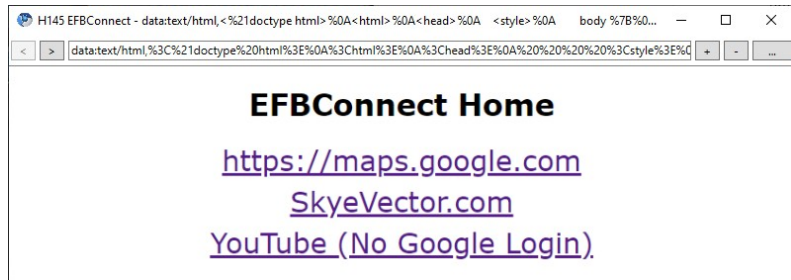 H145 EFBConnect - data:text/html,<%21doctype html>%0A<html>%0A<head>%0A <style>%0A body %7B%0...
< > data:text/html,%3C%21doctype%20html%3E%0A%3Chtml%3E%0A%3Chead%3E%0A%20%20%20%20%3Cstyle%3E%0 + - ...
EFBConnect Home
https://maps.google.com
SkyeVector.com
YouTube (No Google Login)